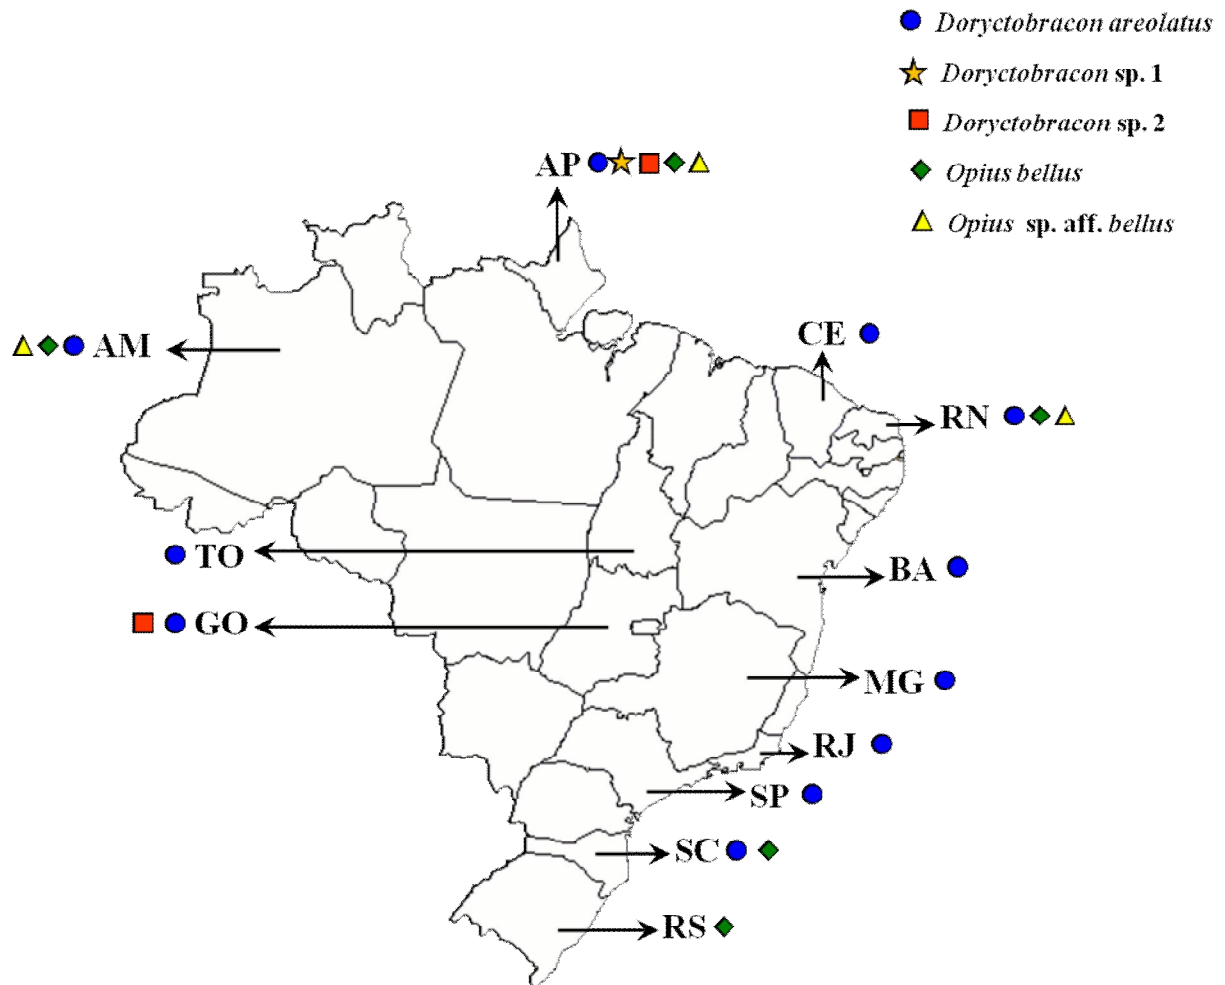 Doryctobracon areolatus
Doryctobracon sp. 1
Doryctobracon sp. 2
Opius bellus
Opius sp. aff. bellus
AP
AM
CE
RN
TO
BA
GO
MG
RJ
SP
SC
RS